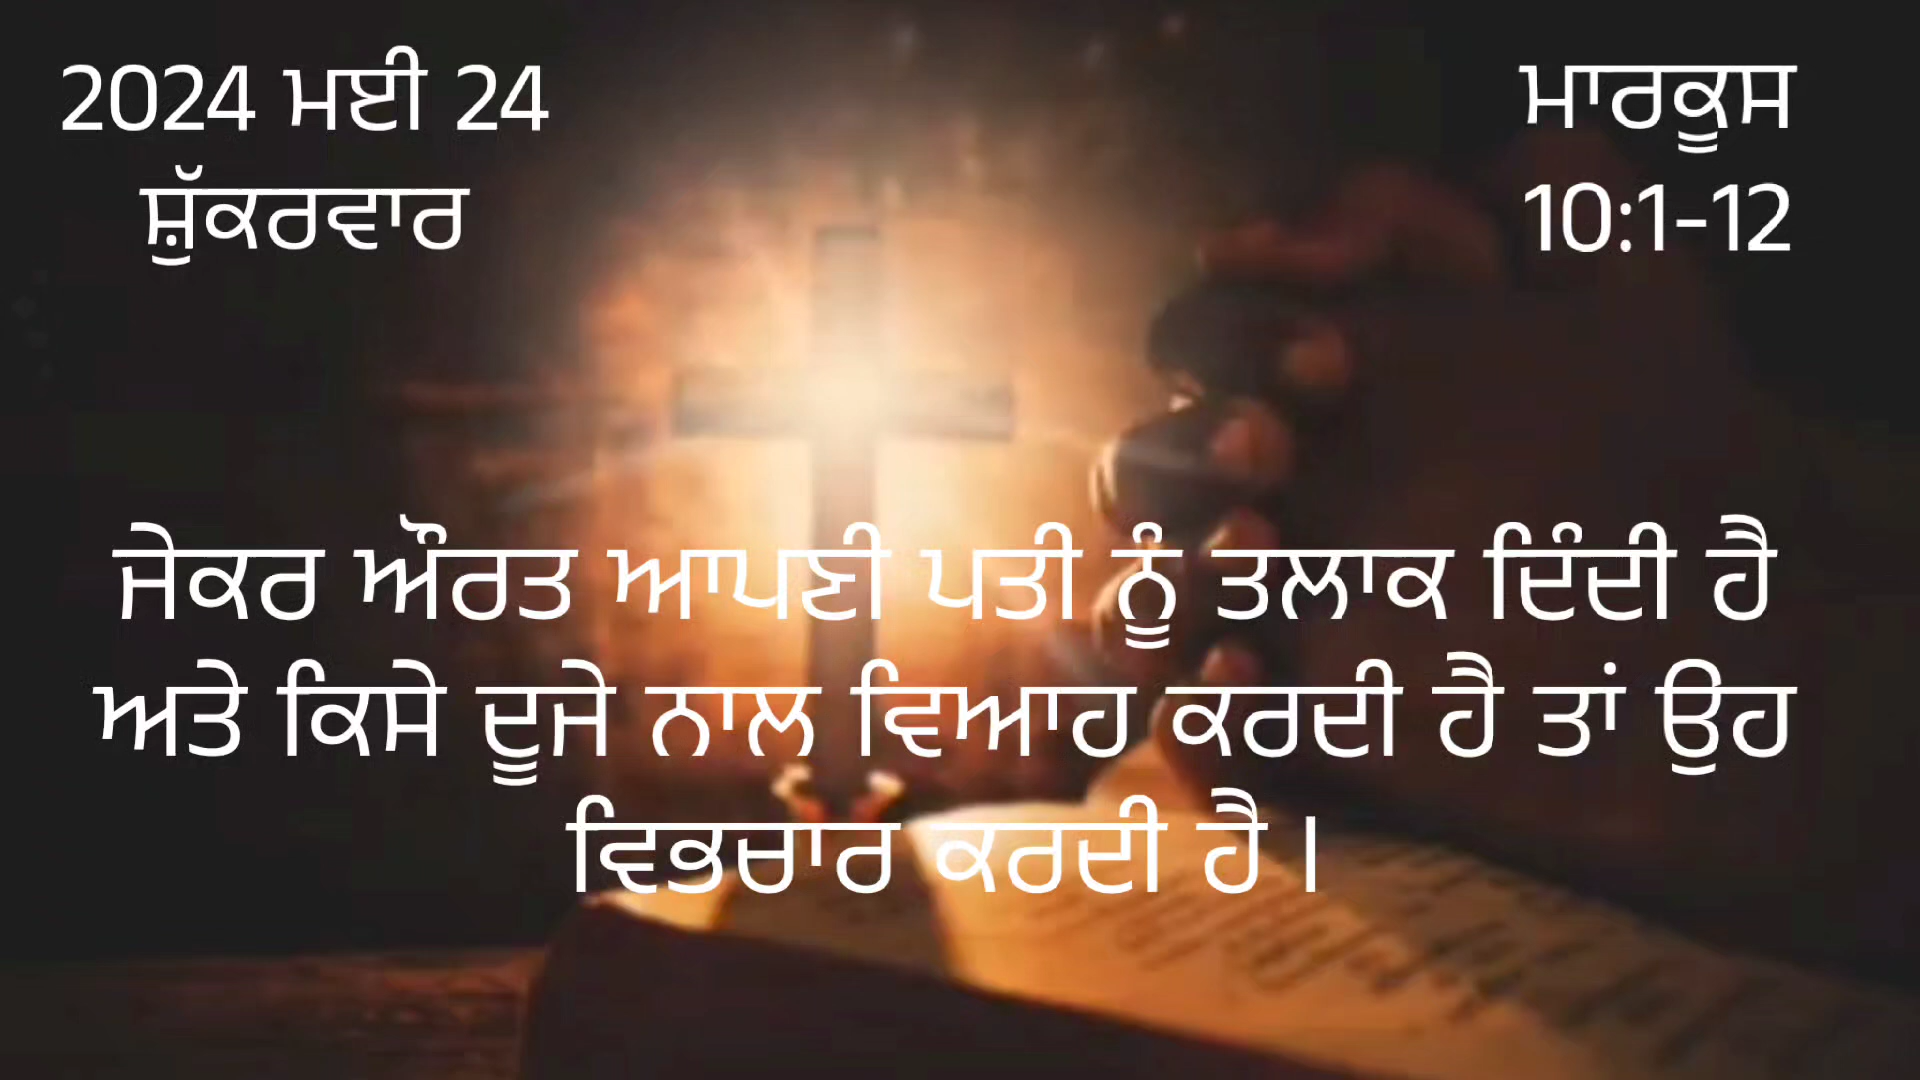 2024 ਮਈ 24
ਸ਼ੁੱਕਰਵਾਰ
ਮਾਰਕੂਸ
10:1-12
ਜੇਕਰ ਔਰਤ ਆਪਣੀ ਪਤੀ ਨੂੰ ਤਲਾਕ ਦਿੰਦੀ ਹੈ
ਅਤੇ ਕਿਸੇ ਦੂਜੇ ਨਾਲ ਵਿਆਹ ਕਰਦੀ ਹੈ ਤਾਂ ਉਹ
ਵਿਭਚਾਰ ਕਰਦੀ ਹੈ।